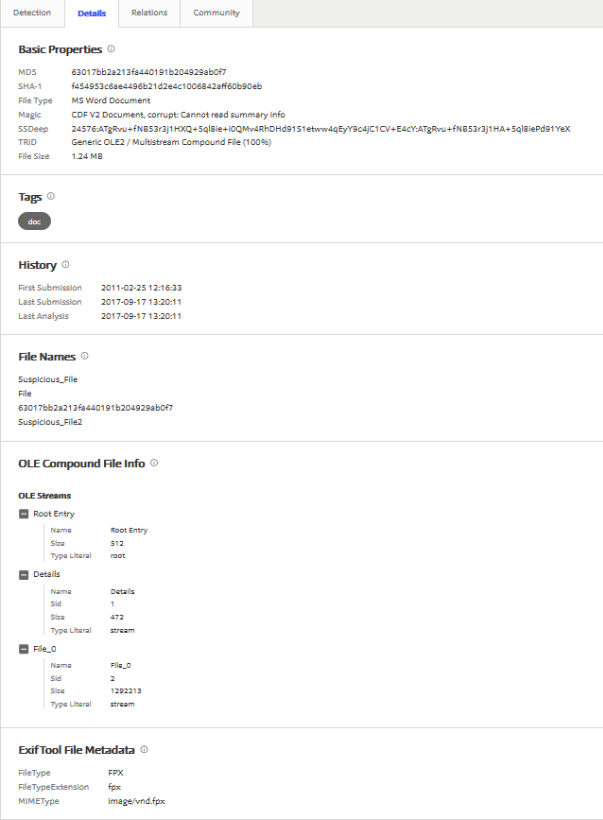 Detection Details Relations Community
Basic Properties
MD5 63017bb2a213fa440191b204929ab0f7
SHA-1 f454953c6ae4496b21d2e4c1006842aff60b90eb
File Type MS Word Document
Magic CDF V2 Document, corrupt: Cannot read summary info
SSDeep 24576:ATgRvu+fNB53r3j1HXQ+5ql8ie+i0QMv4RhDHd91S1etww4qEyY9c4jC1CV+E4cY:ATgRvu+fNB53r3j1HA+5ql8iePd91YeX
TRID Generic OLE2 / Multistream Compound File (100%)
File Size 1.24 MB
Tags
doc
History
First Submission 2011-02-25 12:16:33
Last Submission 2017-09-17 13:20:11
Last Analysis 2017-09-17 13:20:11
File Names
Suspicious_File
File
63017bb2a213fa440191b204929ab0f7
Suspicious_File2
OLE Compound File Info
OLE Streams
Root Entry
Name Root Entry
Size 512
Type Literal root
Details
Name Details
Sid 1
Size 472
Type Literal stream
File_0
Name File_0
Sid 2
Size 1292213
Type Literal stream
ExifTool File Metadata
FileType FPX
FileTypeExtension fpx
MIMEType image/vnd.fpx